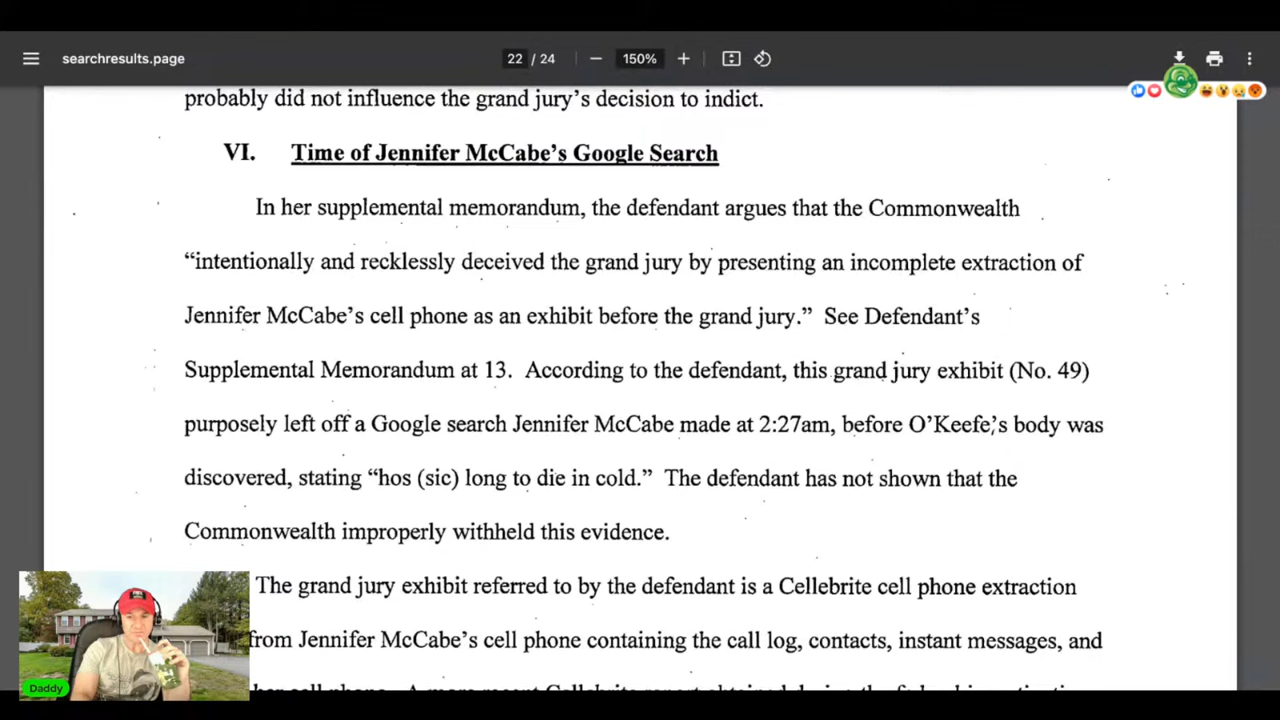 searchresults.page
22 / 24
150%
probably did not influence the grand jury's decision to indict.
VI. Time of Jennifer McCabe's Google Search
In her supplemental memorandum, the defendant argues that the Commonwealth
“intentionally and recklessly deceived the grand jury by presenting an incomplete extraction of
Jennifer McCabe's cell phone as an exhibit before the grand jury.” See Defendant's
Supplemental Memorandum at 13. According to the defendant, this grand jury exhibit (No. 49)
purposely left off a Google search Jennifer McCabe made at 2:27am, before O'Keefe's body was
discovered, stating “hos (sic) long to die in cold.” The defendant has not shown that the
Commonwealth improperly withheld this evidence.
The grand jury exhibit referred to by the defendant is a Cellebrite cell phone extraction
from Jennifer McCabe's cell phone containing the call log, contacts, instant messages, and
Daddy